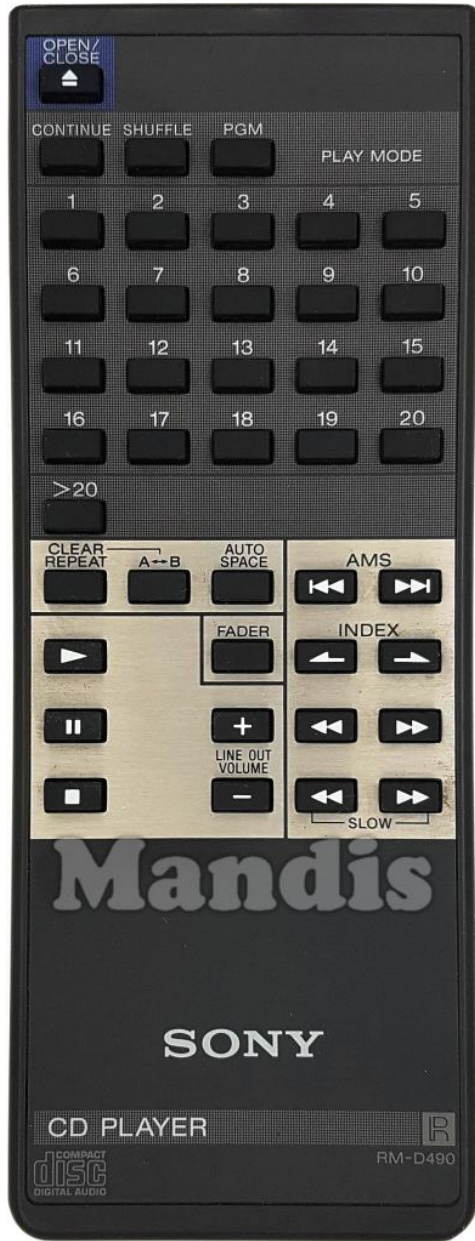 OPEN/
CLOSE
CONTINUE SHUFFLE PGM
PLAY MODE
1 2 3 4 5
6 7 8 9 10
11 12 13 14 15
16 17 18 19 20
>20
CLEAR
REPEAT A↔B AUTO
SPACE
AMS
FADER
INDEX
+
LINE OUT
VOLUME
−
SLOW
Mandis
SONY
CD PLAYER
R
RM-D490
COMPACT
disc
DIGITAL AUDIO